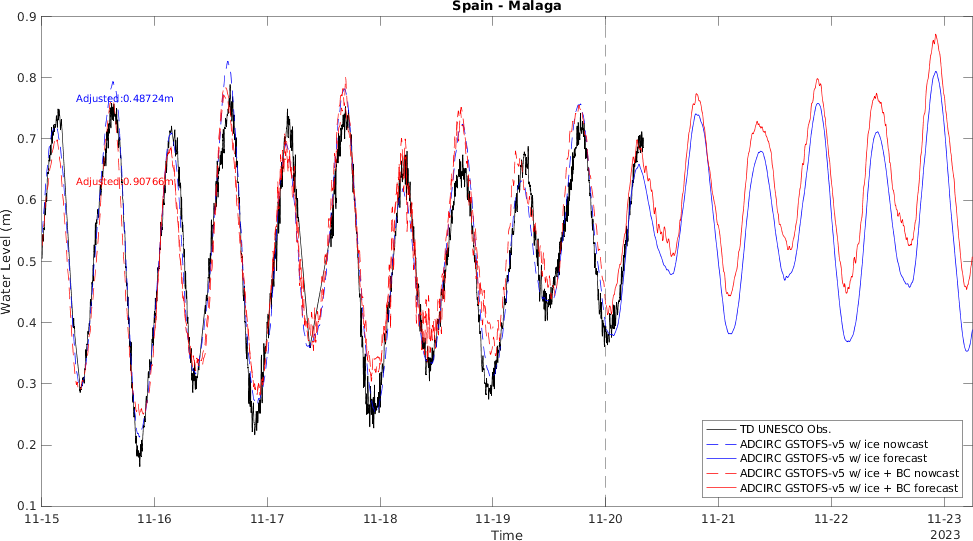 Spain - Malaga
0.9
0.8
0.7
0.6
0.5
0.4
0.3
0.2
0.1
Water Level (m)
Adjusted:0.48724m
Adjusted:0.90766m
TD UNESCO Obs.
ADCIRC GSTOFS-v5 w/ ice nowcast
ADCIRC GSTOFS-v5 w/ ice forecast
ADCIRC GSTOFS-v5 w/ ice + BC nowcast
ADCIRC GSTOFS-v5 w/ ice + BC forecast
11-15 11-16 11-17 11-18 11-19 11-20 11-21 11-22 11-23
Time
2023